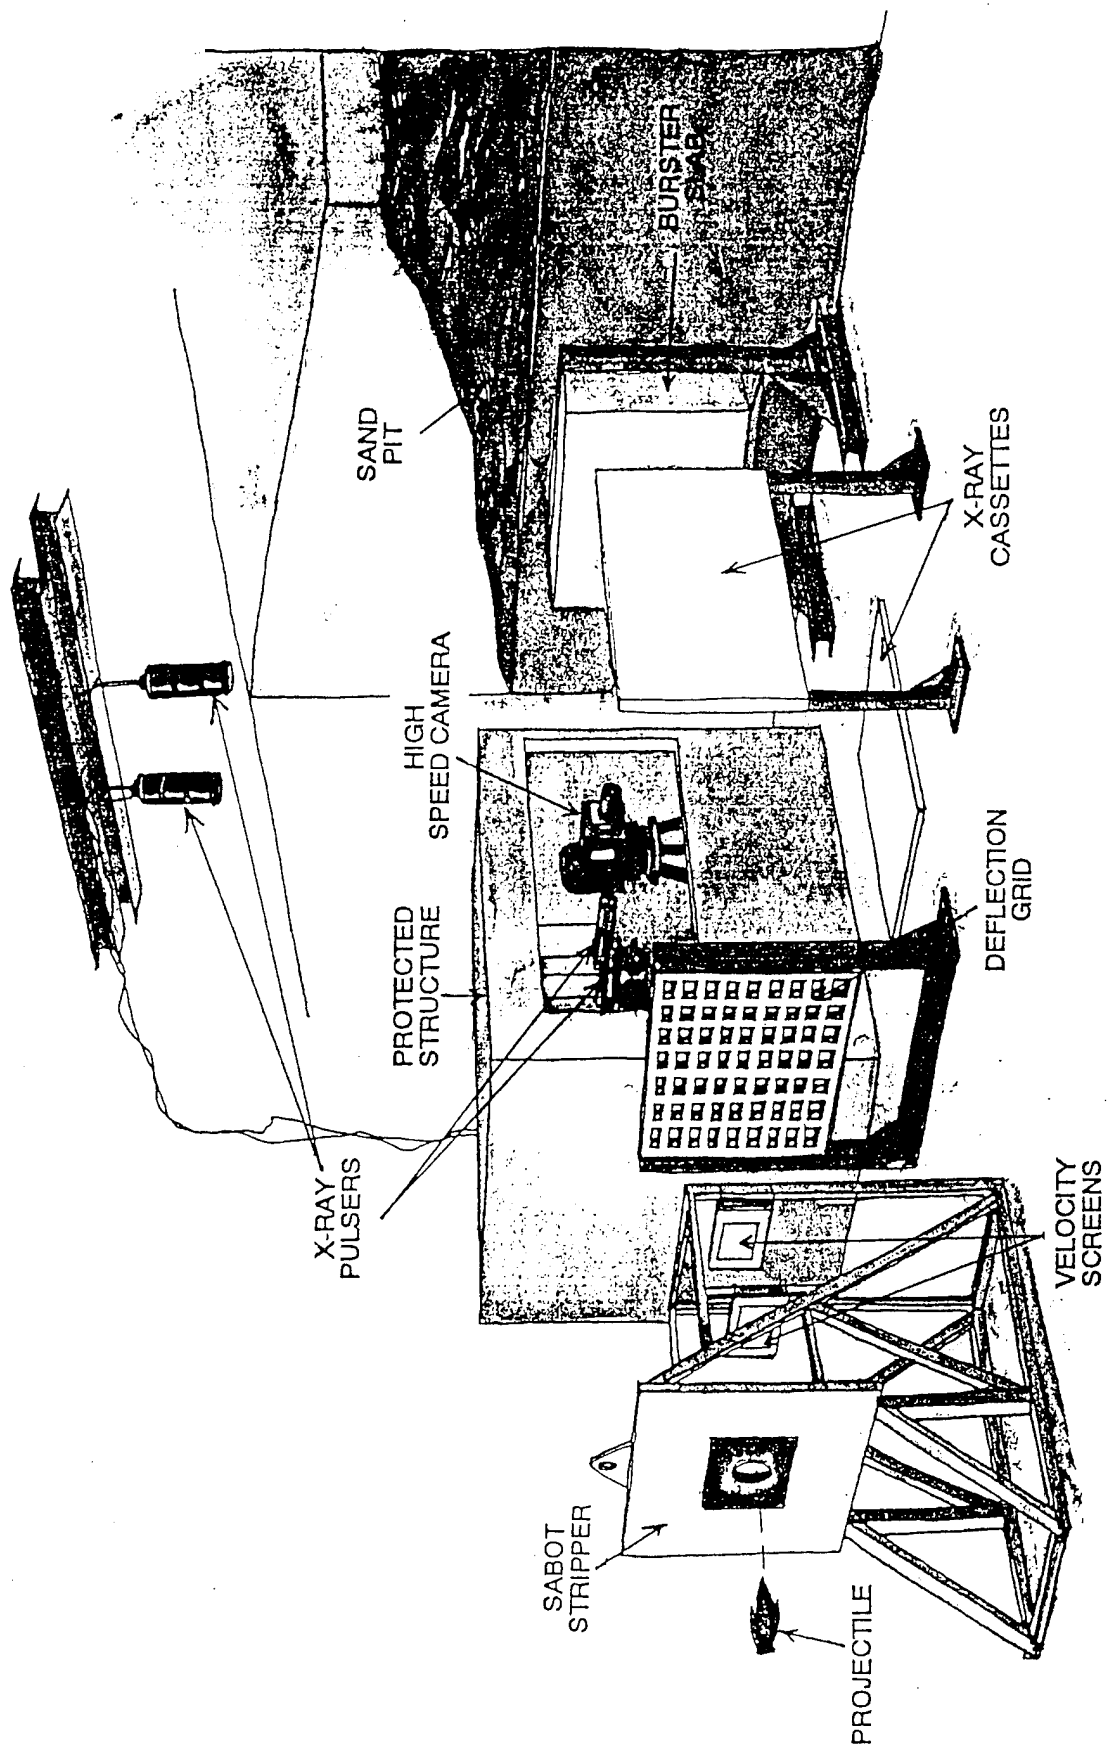 PROJECTILE
SABOT
STRIPPER
VELOCITY
SCREENS
X-RAY
PULSERS
PROTECTED
STRUCTURE
DEFLECTION
GRID
HIGH
SPEED CAMERA
SAND
PIT
X-RAY
CASSETTES
BURSTER
SLAB